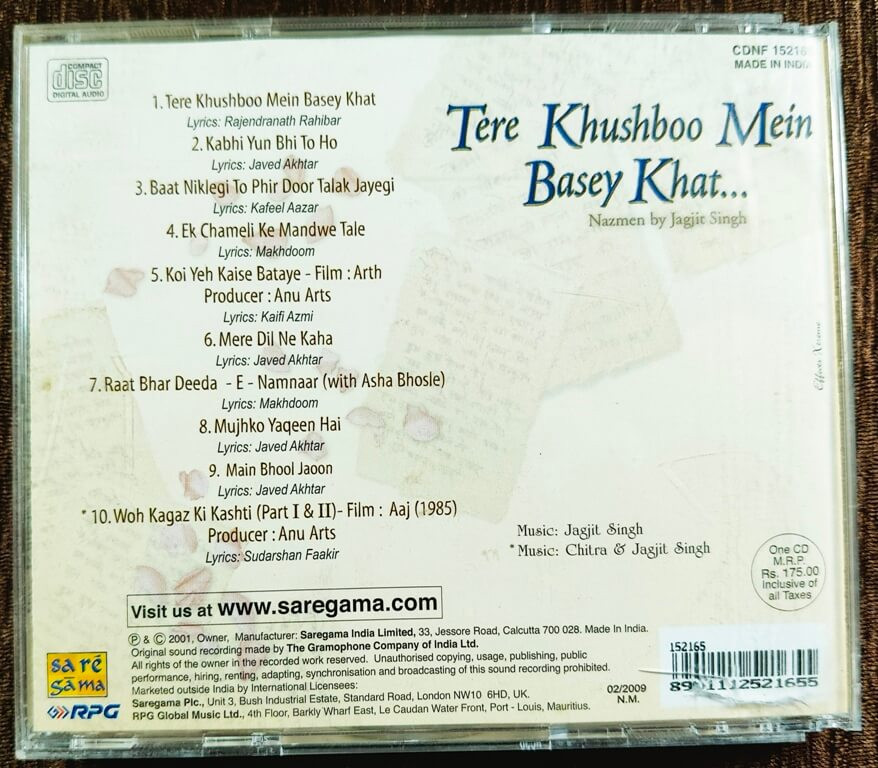 COMPACT
disc
DIGITAL AUDIO
CDNF 15216
MADE IN INDIA
Tere Khushboo Mein
Basey Khat...
Nazmen by Jagjit Singh
1. Tere Khushboo Mein Basey Khat
Lyrics: Rajendranath Rahibar
2. Kabhi Yun Bhi To Ho
Lyrics: Javed Akhtar
3. Baat Niklegi To Phir Door Talak Jayegi
Lyrics: Kafeel Aazar
4. Ek Chameli Ke Mandwe Tale
Lyrics: Makhdoom
5. Koi Yeh Kaise Bataye - Film : Arth
Producer : Anu Arts
Lyrics: Kaifi Azmi
6. Mere Dil Ne Kaha
Lyrics: Javed Akhtar
7. Raat Bhar Deeda - E - Namnaar (with Asha Bhosle)
Lyrics: Makhdoom
8. Mujhko Yaqeen Hai
Lyrics: Javed Akhtar
9. Main Bhool Jaoon
Lyrics: Javed Akhtar
* 10. Woh Kagaz Ki Kashti (Part I & II)- Film : Aaj (1985)
Producer : Anu Arts
Lyrics: Sudarshan Faakir
Music: Jagjit Singh
* Music: Chitra & Jagjit Singh
One CD
M.R.P.
Rs. 175.00
Inclusive of
all Taxes
Visit us at www.saregama.com
℗ & © 2001, Owner, Manufacturer: Saregama India Limited, 33, Jessore Road, Calcutta 700 028. Made In India.
Original sound recording made by The Gramophone Company of India Ltd.
All rights of the owner in the recorded work reserved. Unauthorised copying, usage, publishing, public
performance, hiring, renting, adapting, synchronisation and broadcasting of this sound recording prohibited.
Marketed outside India by International Licensees:
Saregama Plc., Unit 3, Bush Industrial Estate, Standard Road, London NW10 6HD, UK.
RPG Global Music Ltd., 4th Floor, Barkly Wharf East, Le Caudan Water Front, Port - Louis, Mauritius.
02/2009
N.M.
sa rē
gā ma
RPG
152165